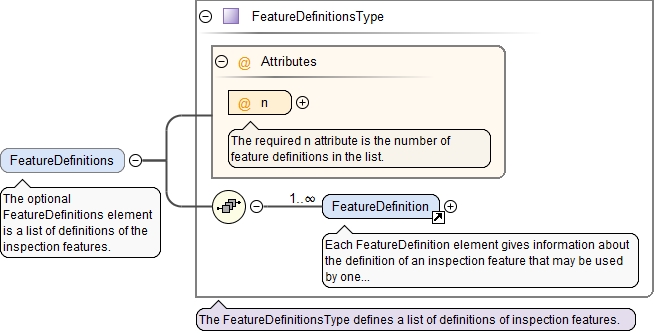 FeatureDefinitionsType
@ Attributes
@ n
The required n attribute is the number of
feature definitions in the list.
FeatureDefinitions
The optional
FeatureDefinitions element
is a list of definitions of the
inspection features.
1..∞
FeatureDefinition
Each FeatureDefinition element gives information about
the definition of an inspection feature that may be used
by one...
The FeatureDefinitionsType defines a list of definitions of inspection features.